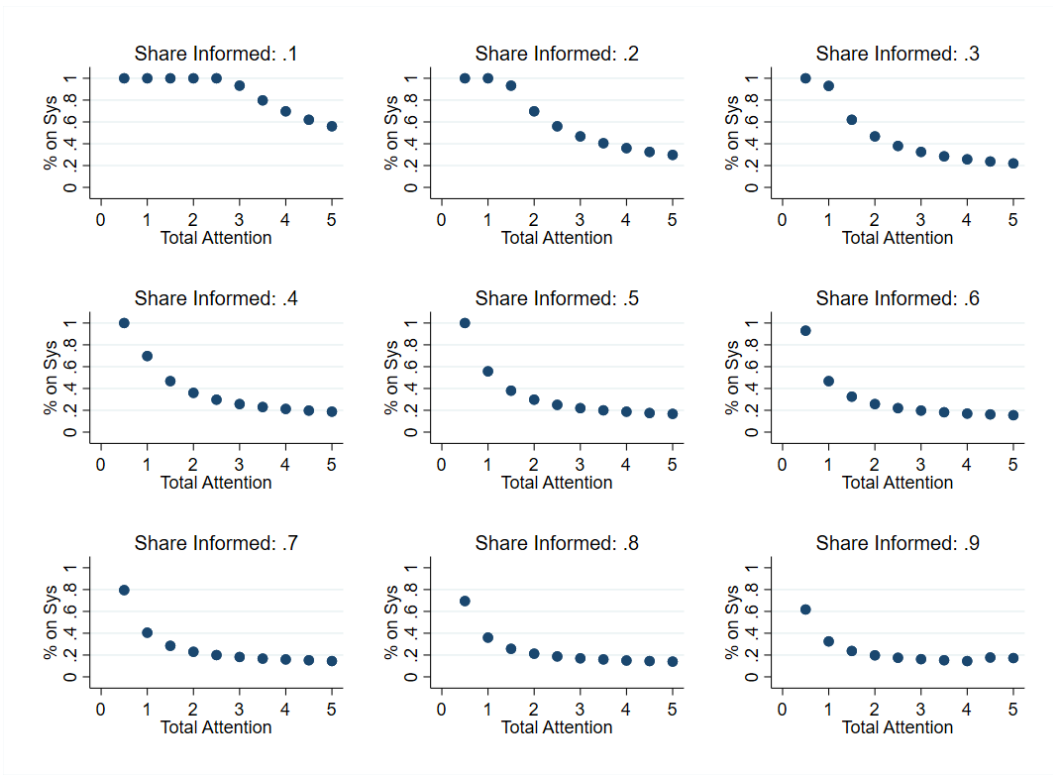 Share Informed: .1
% on Sys
1
.8
.6
.4
.2
0
0 1 2 3 4 5
Total Attention
Share Informed: .2
% on Sys
1
.8
.6
.4
.2
0
0 1 2 3 4 5
Total Attention
Share Informed: .3
% on Sys
1
.8
.6
.4
.2
0
0 1 2 3 4 5
Total Attention
Share Informed: .4
% on Sys
1
.8
.6
.4
.2
0
0 1 2 3 4 5
Total Attention
Share Informed: .5
% on Sys
1
.8
.6
.4
.2
0
0 1 2 3 4 5
Total Attention
Share Informed: .6
% on Sys
1
.8
.6
.4
.2
0
0 1 2 3 4 5
Total Attention
Share Informed: .7
% on Sys
1
.8
.6
.4
.2
0
0 1 2 3 4 5
Total Attention
Share Informed: .8
% on Sys
1
.8
.6
.4
.2
0
0 1 2 3 4 5
Total Attention
Share Informed: .9
% on Sys
1
.8
.6
.4
.2
0
0 1 2 3 4 5
Total Attention